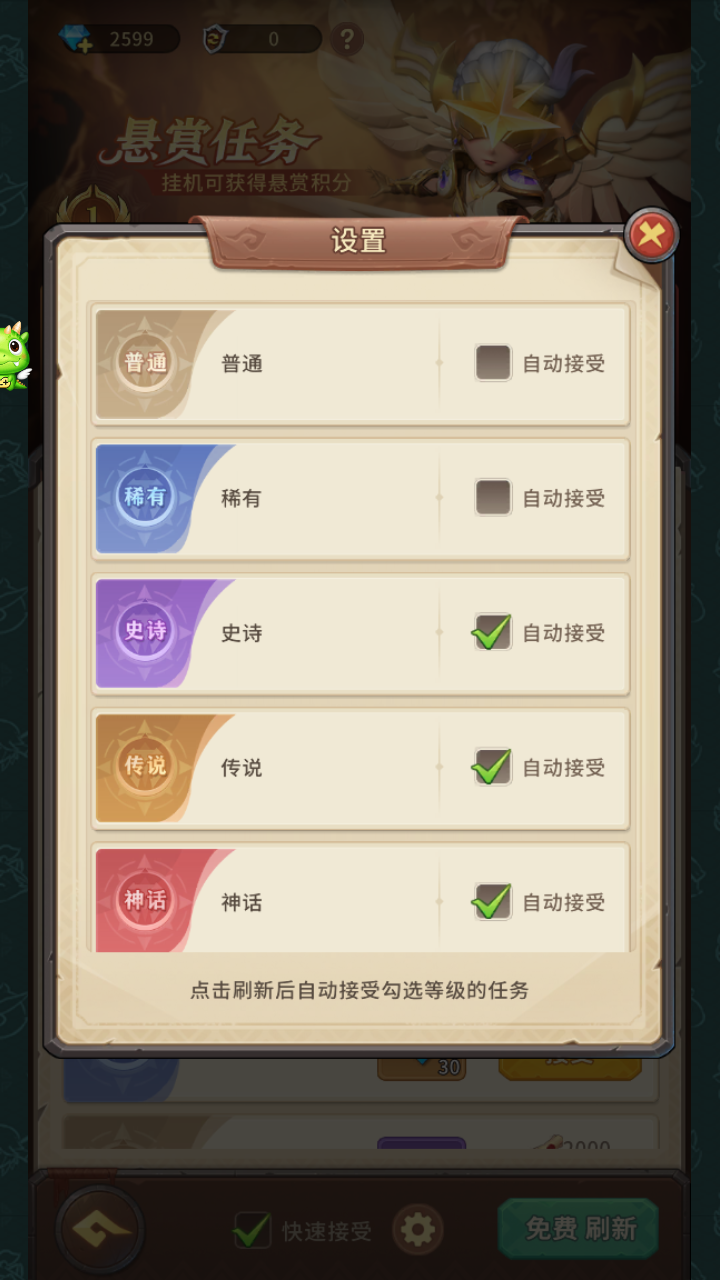 2599
0
?
悬赏任务
挂机可获得悬赏积分
1
设置
普通
普通
自动接受
稀有
稀有
自动接受
史诗
史诗
自动接受
传说
传说
自动接受
神话
神话
自动接受
点击刷新后自动接受勾选等级的任务
30
快速接受
免费 刷新